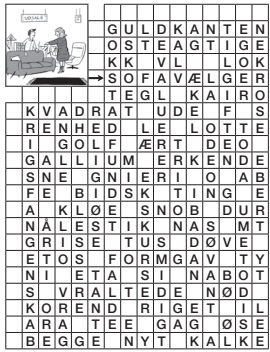 UDSALG
GULDKANTEN
OSTEAGTIGE
KK VL LOK
SOFAVÆLGER
TEGL KAIRO
KVADRAT UDE F S
RENHED LE LOTTE
I GOLF ÆRT DEO
GALLIUM ERKENDE
SNE GNIERI O AB
FE BIDSK TING E
A KLØE SNOB DUR
NÅLESTIK NAS MT
GRISE TUS DØVE
ETOS FORMGAV TY
NI ETA SI NABOT
S VRALTEDE NØD
KOREND RIGET IL
ARA TEE GAG ØSE
BEGGE NYT KALKE